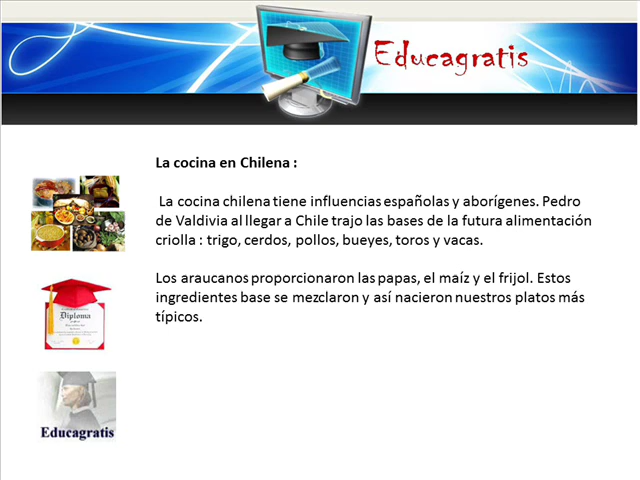 Educagratis
La cocina en Chilena :
La cocina chilena tiene influencias españolas y aborígenes. Pedro
de Valdivia al llegar a Chile trajo las bases de la futura alimentación
criolla : trigo, cerdos, pollos, bueyes, toros y vacas.
Los araucanos proporcionaron las papas, el maíz y el frijol. Estos
ingredientes base se mezclaron y así nacieron nuestros platos más
típicos.
Diploma
Educagratis